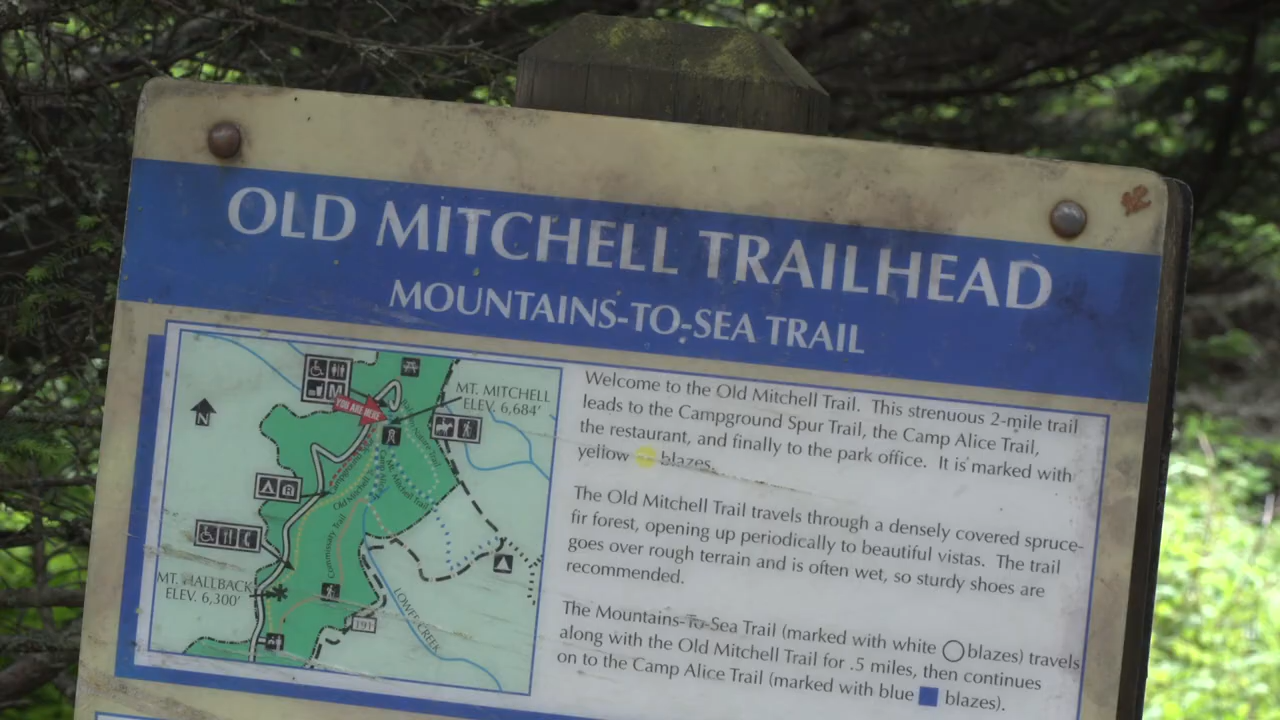 OLD MITCHELL TRAILHEAD
MOUNTAINS-TO-SEA TRAIL
N
YOU ARE HERE
MT. MITCHELL
ELEV. 6,684'
Old Mitchell
Commissary Trail
MT. HALLBACK
ELEV. 6,300'
LOWER CREEK
Welcome to the Old Mitchell Trail. This strenuous 2-mile trail
leads to the Campground Spur Trail, the Camp Alice Trail,
the restaurant, and finally to the park office. It is marked with
yellow blazes.
The Old Mitchell Trail travels through a densely covered spruce-
fir forest, opening up periodically to beautiful vistas. The trail
goes over rough terrain and is often wet, so sturdy shoes are
recommended.
The Mountains-To-Sea Trail (marked with white blazes) travels
along with the Old Mitchell Trail for .5 miles, then continues
on to the Camp Alice Trail (marked with blue blazes).